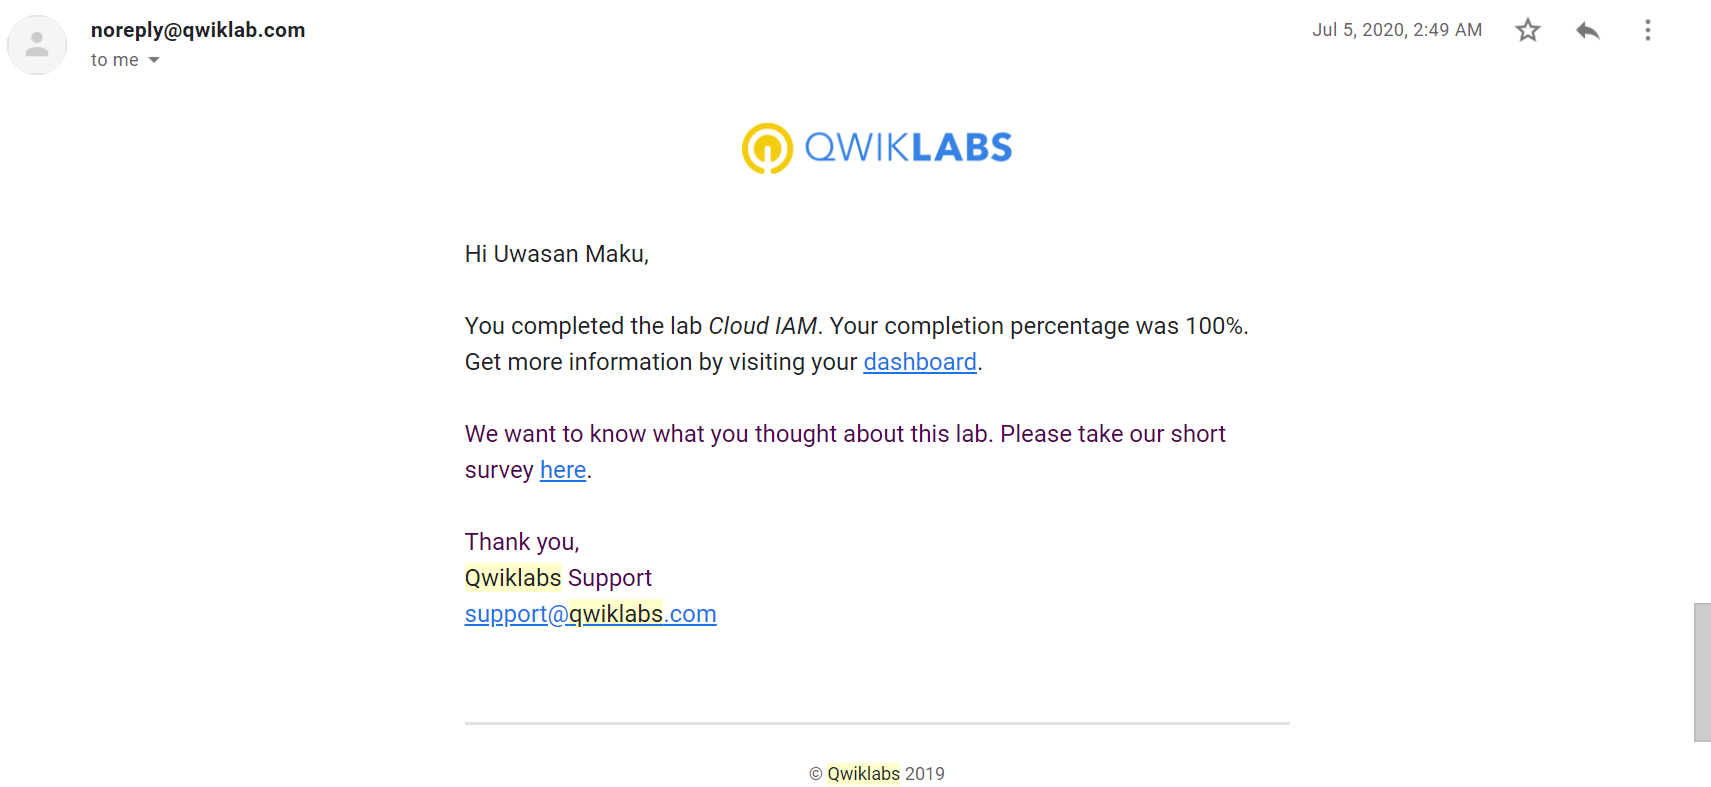 noreply@qwiklab.com
Jul 5, 2020, 2:49 AM
to me
QWIKLABS
Hi Uwasan Maku,
You completed the lab Cloud IAM. Your completion percentage was 100%.
Get more information by visiting your dashboard.
We want to know what you thought about this lab. Please take our short
survey here.
Thank you,
Qwiklabs Support
support@qwiklabs.com
© Qwiklabs 2019